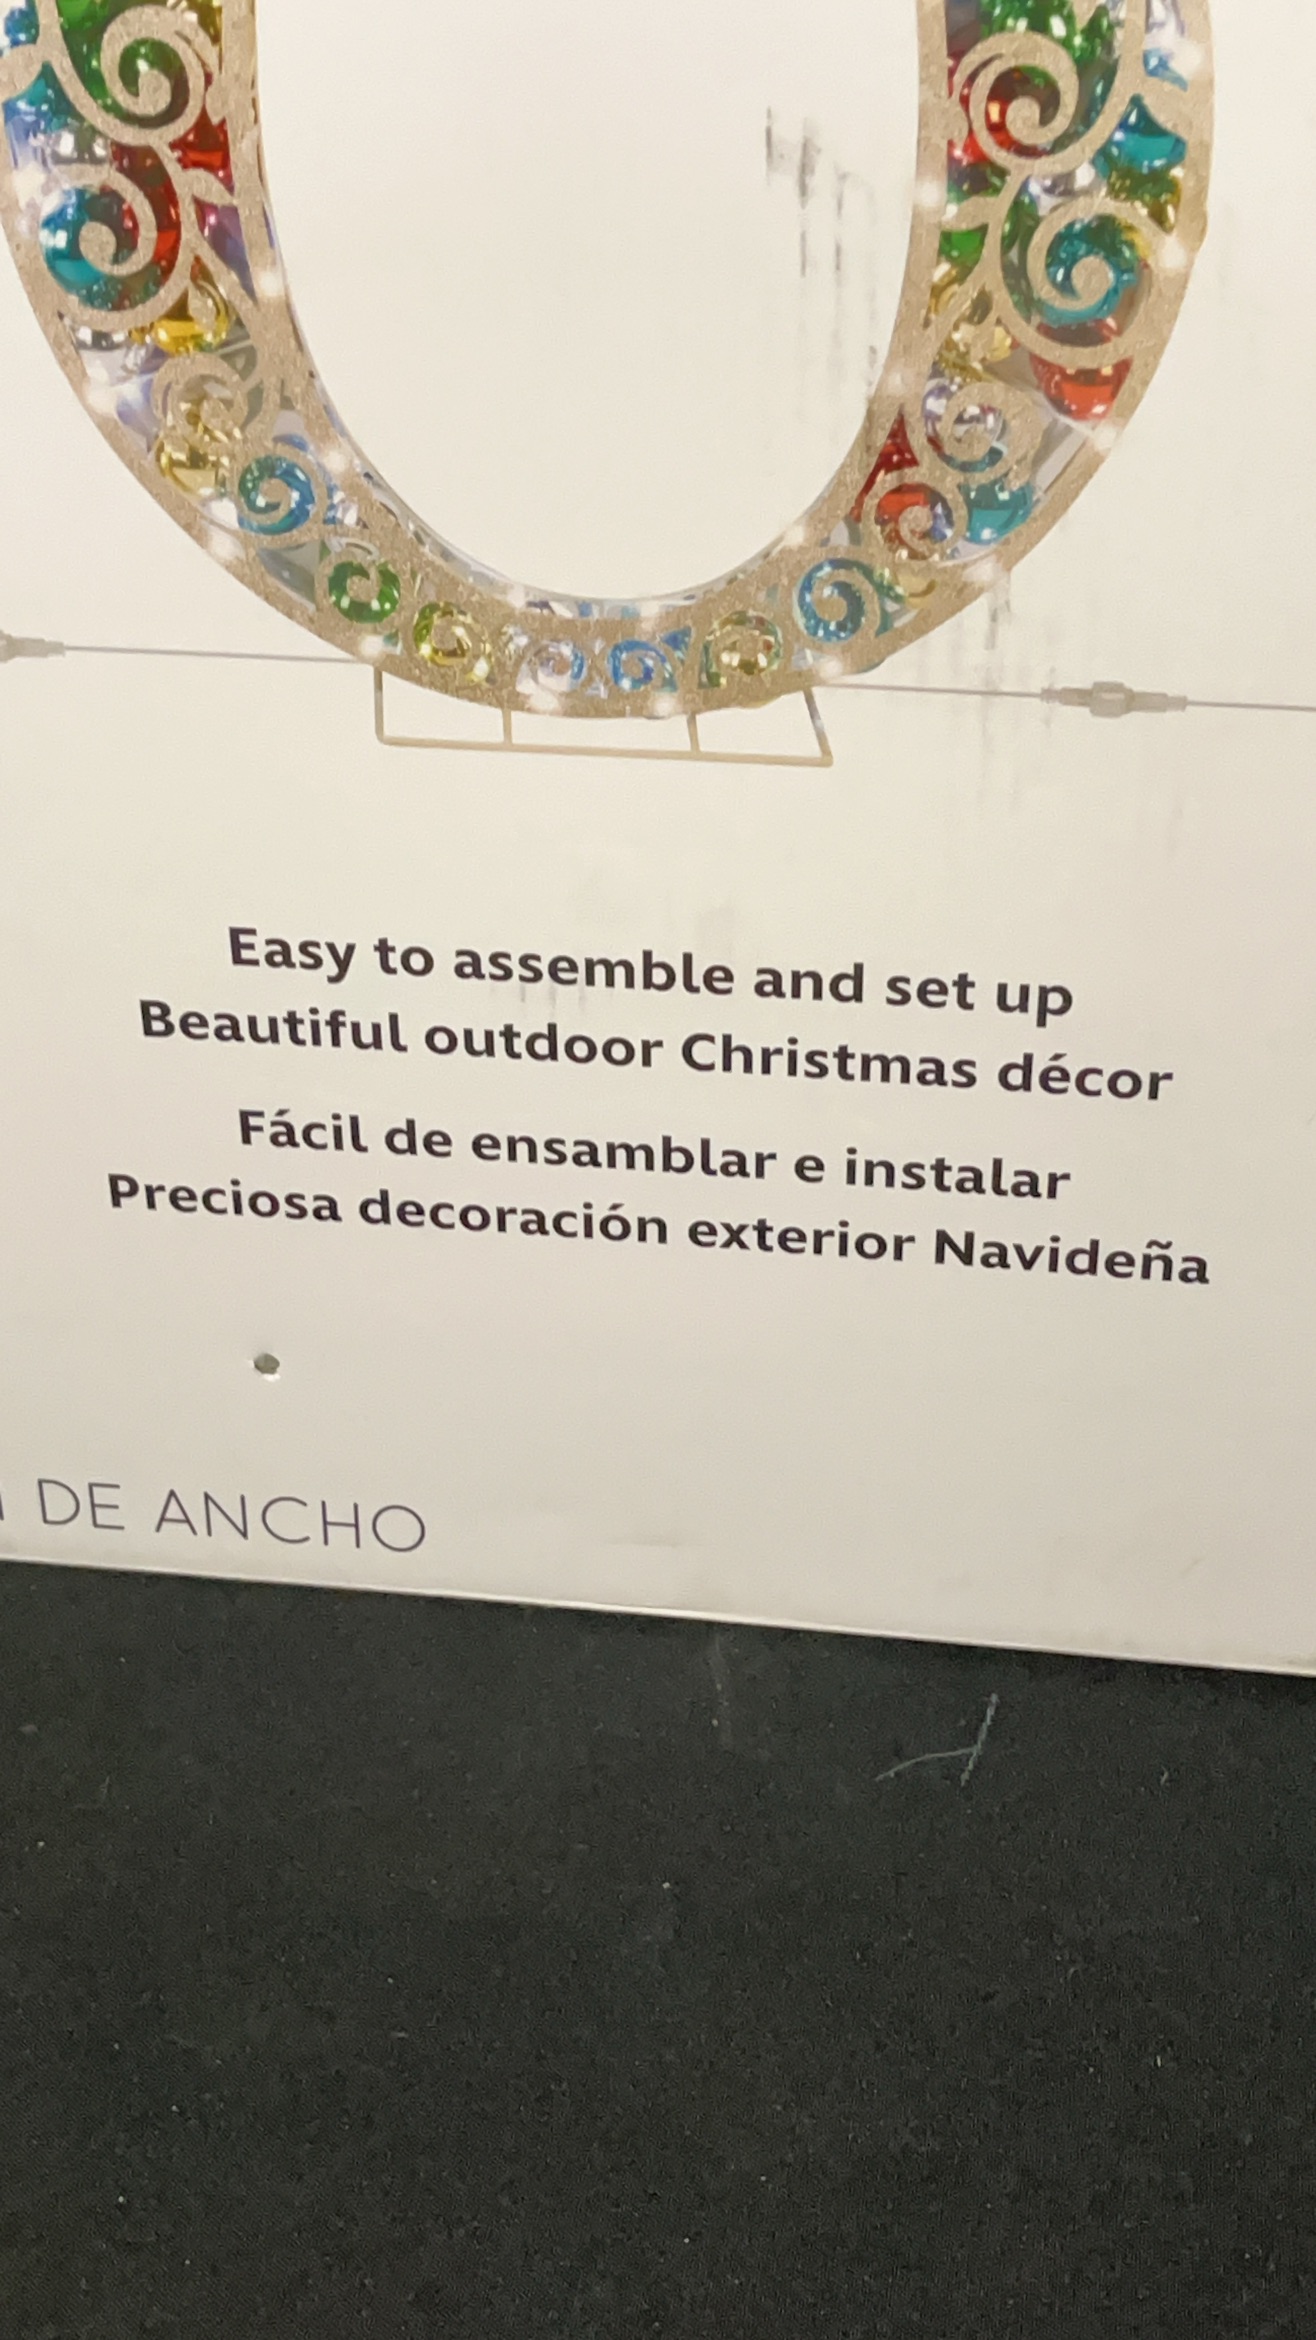 Easy to assemble and set up
Beautiful outdoor Christmas décor
Fácil de ensamblar e instalar
Preciosa decoración exterior Navideña
DE ANCHO